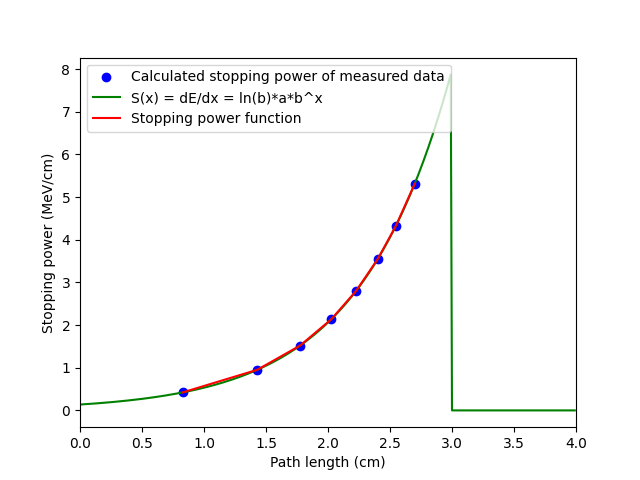 8
7
6
5
4
3
2
1
0
Stopping power (MeV/cm)
Calculated stopping power of measured data
S(x) = dE/dx = ln(b)*a*b^x
Stopping power function
0.0 0.5 1.0 1.5 2.0 2.5 3.0 3.5 4.0
Path length (cm)